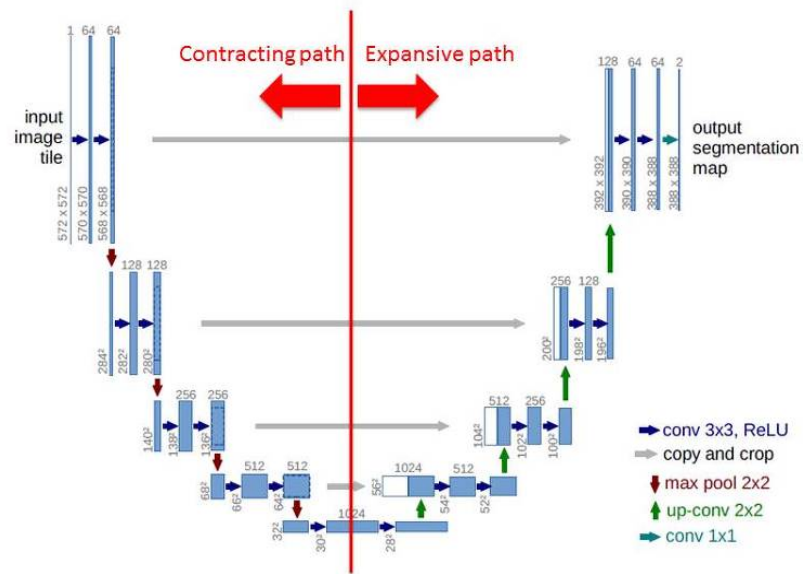 Contracting path
Expansive path
1 64 64
128 64 64 2
input
image
tile
output
segmentation
map
572 x 572
570 x 570
568 x 568
392 x 392
390 x 390
388 x 388
388 x 388
128 128
256 128
284²
282²
280²
200²
198²
196²
256 256
512 256
140²
138²
136²
104²
102²
100²
512 512
1024 512
68²
66²
64²
56²
54²
52²
1024
32²
30²
28²
conv 3x3, ReLU
copy and crop
max pool 2x2
up-conv 2x2
conv 1x1